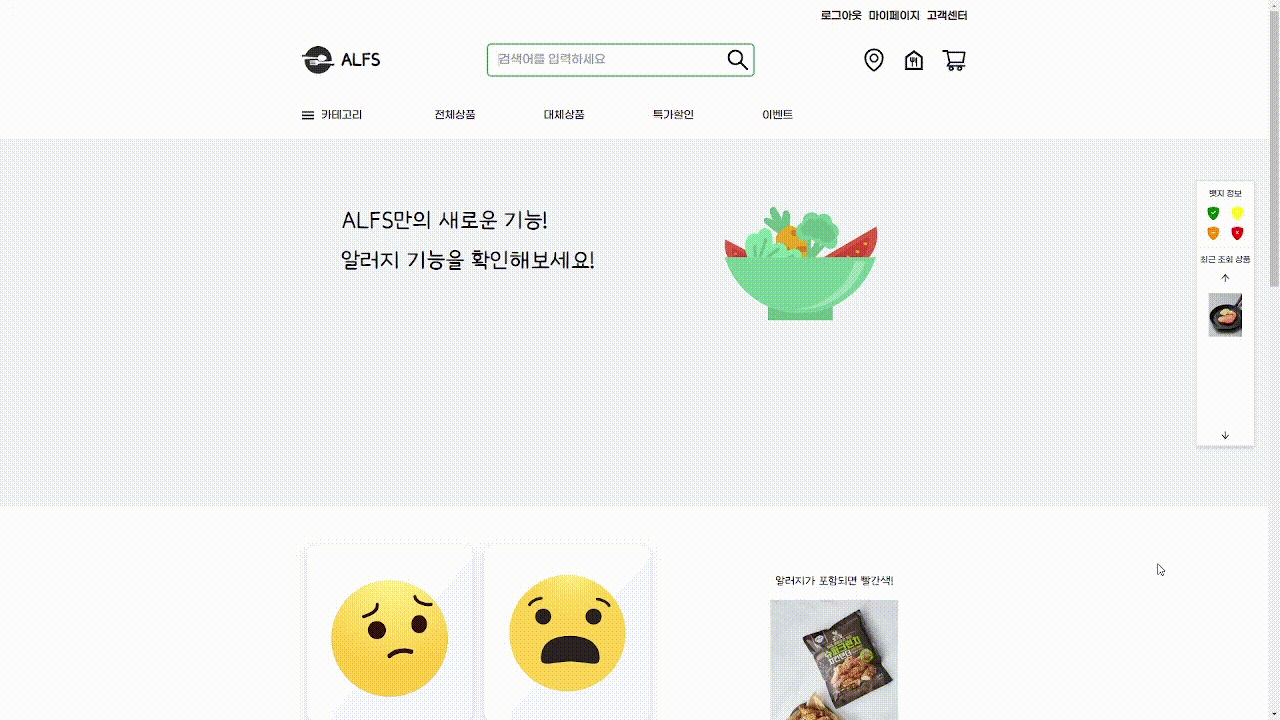 로그아웃 마이페이지 고객센터
ALFS
검색어를 입력하세요
카테고리 전체상품 대체상품 특가할인 이벤트
뱃지 정보
ALFS만의 새로운 기능!
알러지 기능을 확인해보세요!
최근 조회 상품
알러지가 포함되면 빨간색!